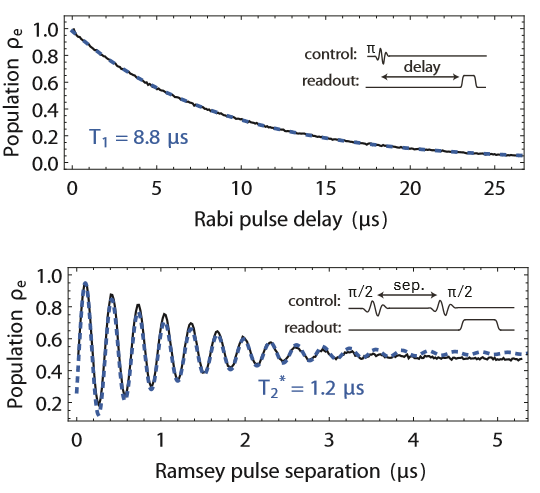 Population ρe
1.0
0.8
0.6
0.4
0.2
0.0
control: π
delay
readout:
T1 = 8.8 μs
0 5 10 15 20 25
Rabi pulse delay (μs)
Population ρe
1.0
0.8
0.6
0.4
0.2
π/2 sep. π/2
control:
readout:
T2* = 1.2 μs
0 1 2 3 4 5
Ramsey pulse separation (μs)